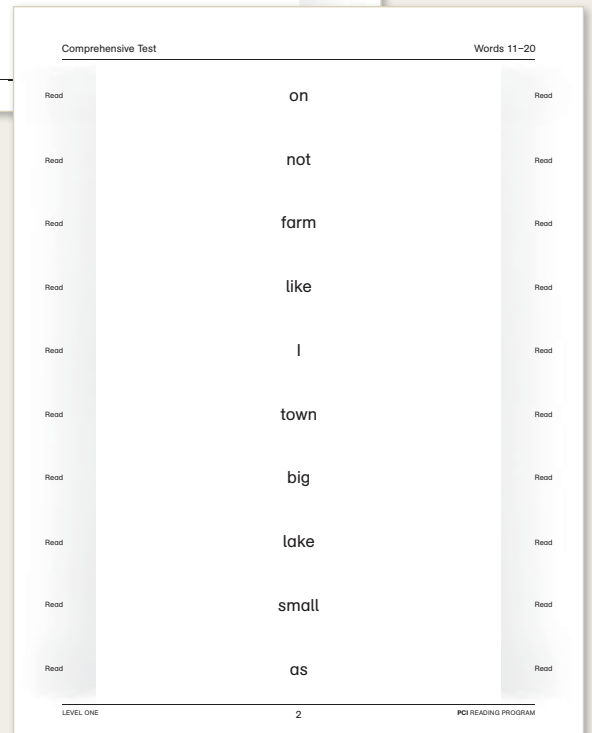 Comprehensive Test Words 11–20
Read on Read
Read not Read
Read farm Read
Read like Read
Read I Read
Read town Read
Read big Read
Read lake Read
Read small Read
Read as Read
LEVEL ONE 2 PCI READING PROGRAM